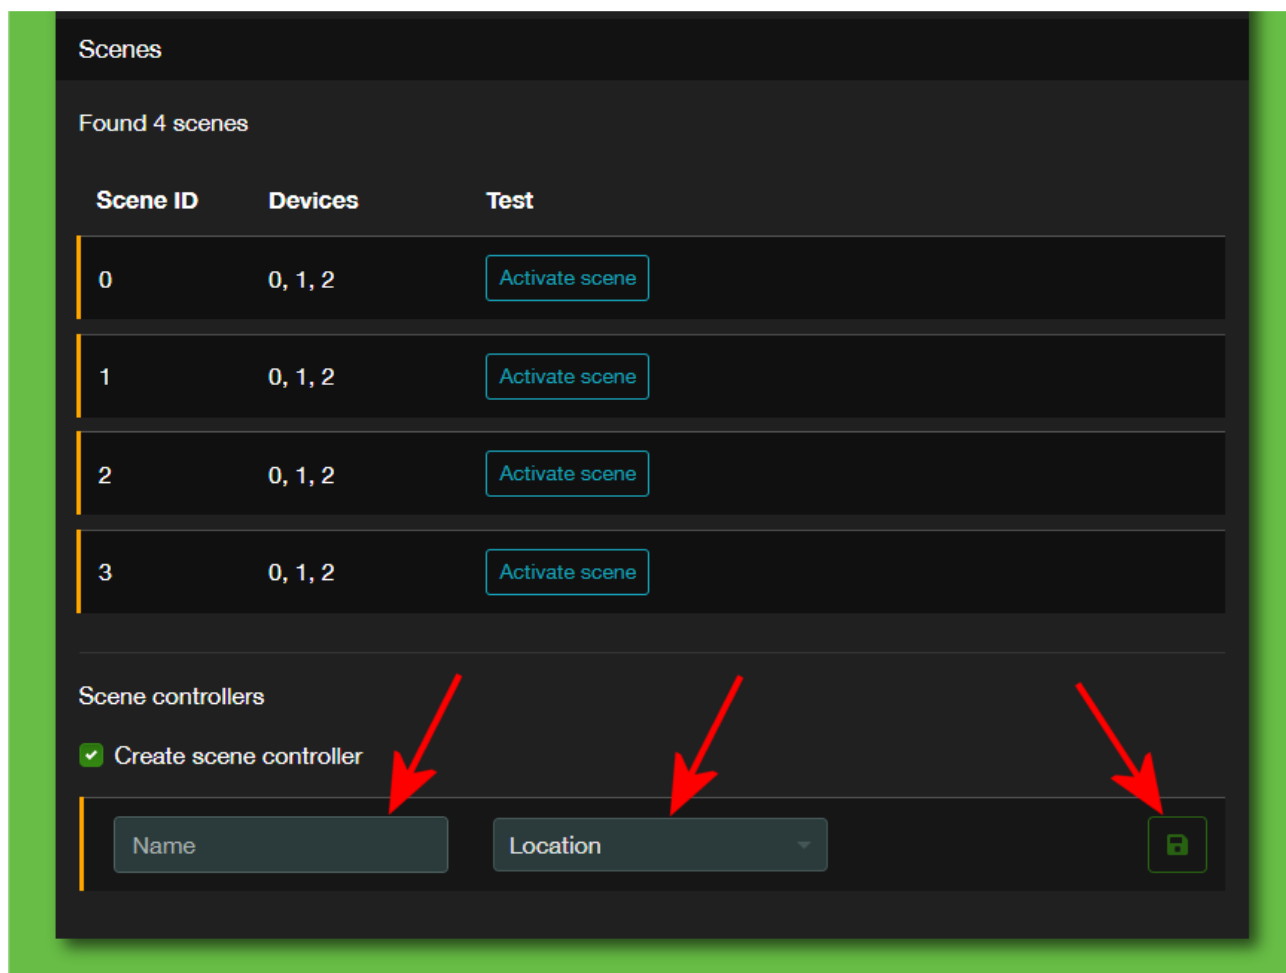 Scenes
Found 4 scenes
Scene ID Devices Test
0 0, 1, 2 Activate scene
1 0, 1, 2 Activate scene
2 0, 1, 2 Activate scene
3 0, 1, 2 Activate scene
Scene controllers
Create scene controller
Name Location